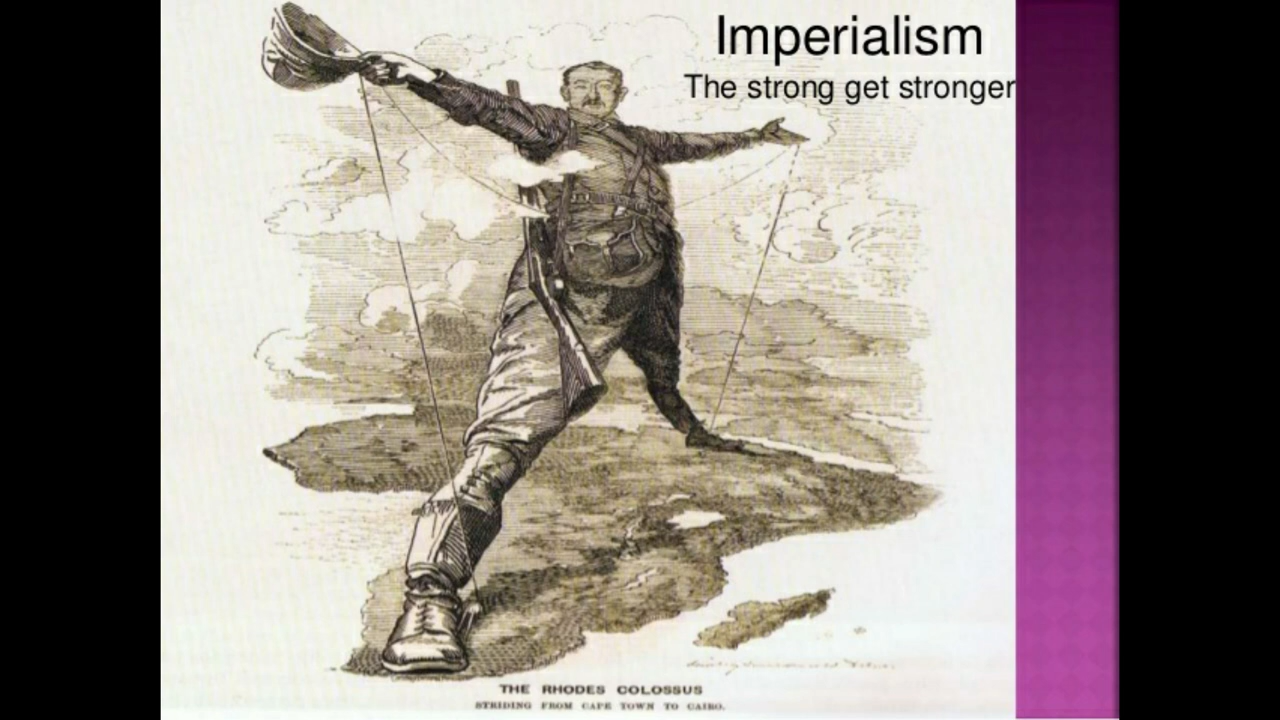 Imperialism
The strong get stronger
THE RHODES COLOSSUS
STRIDING FROM CAPE TOWN TO CAIRO.